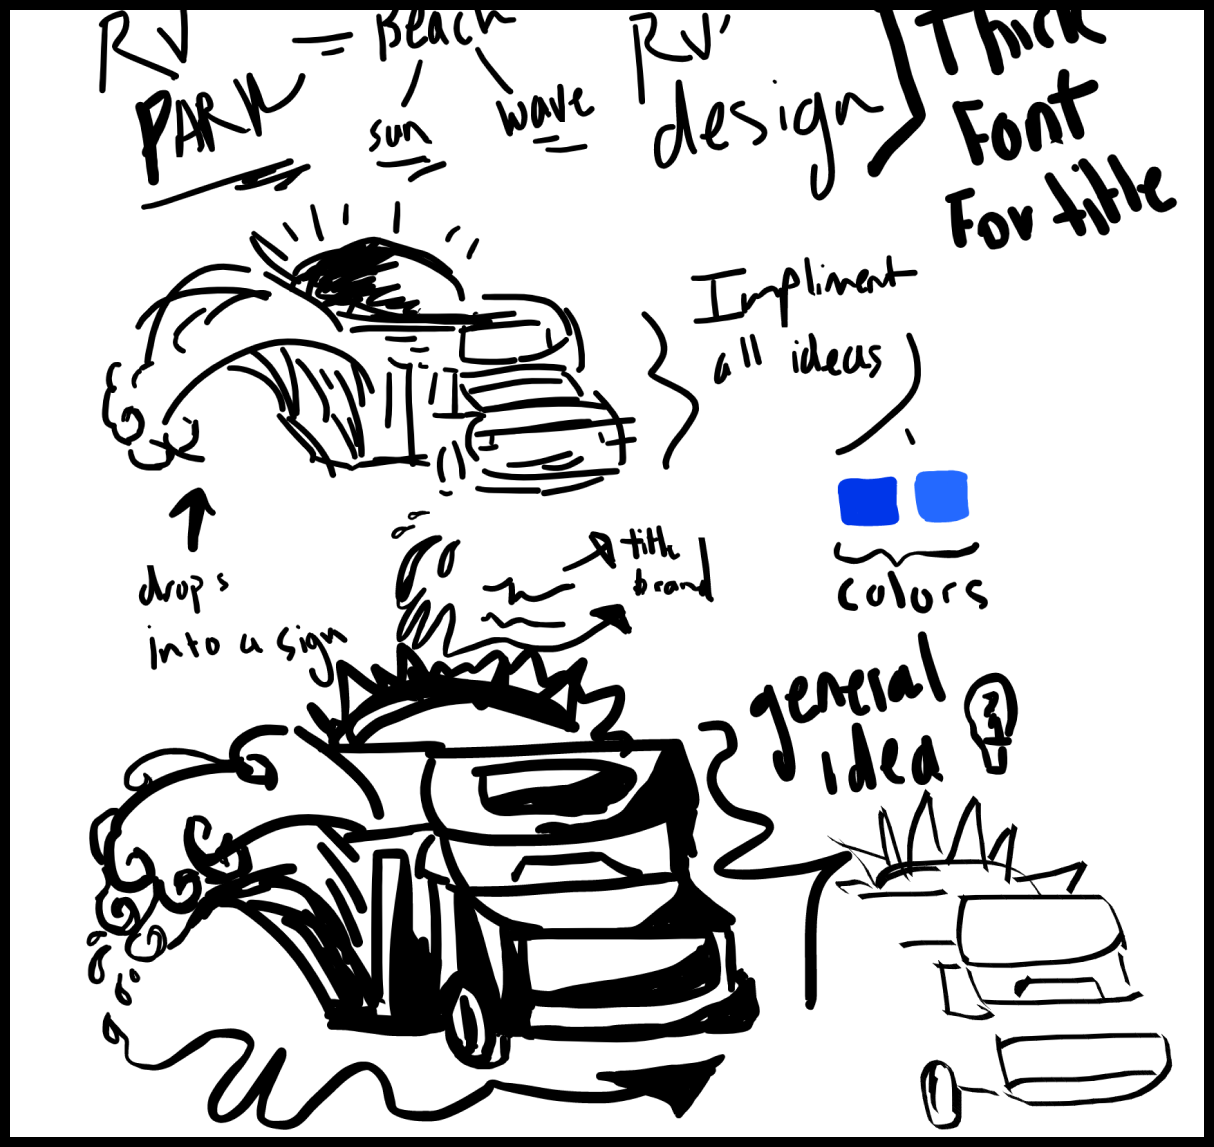 RV = Beach RV'
PARK
sun wave design
Thick
Font
For title
Impliment
all ideas
drops
into a sign
title
brand
colors
general
idea